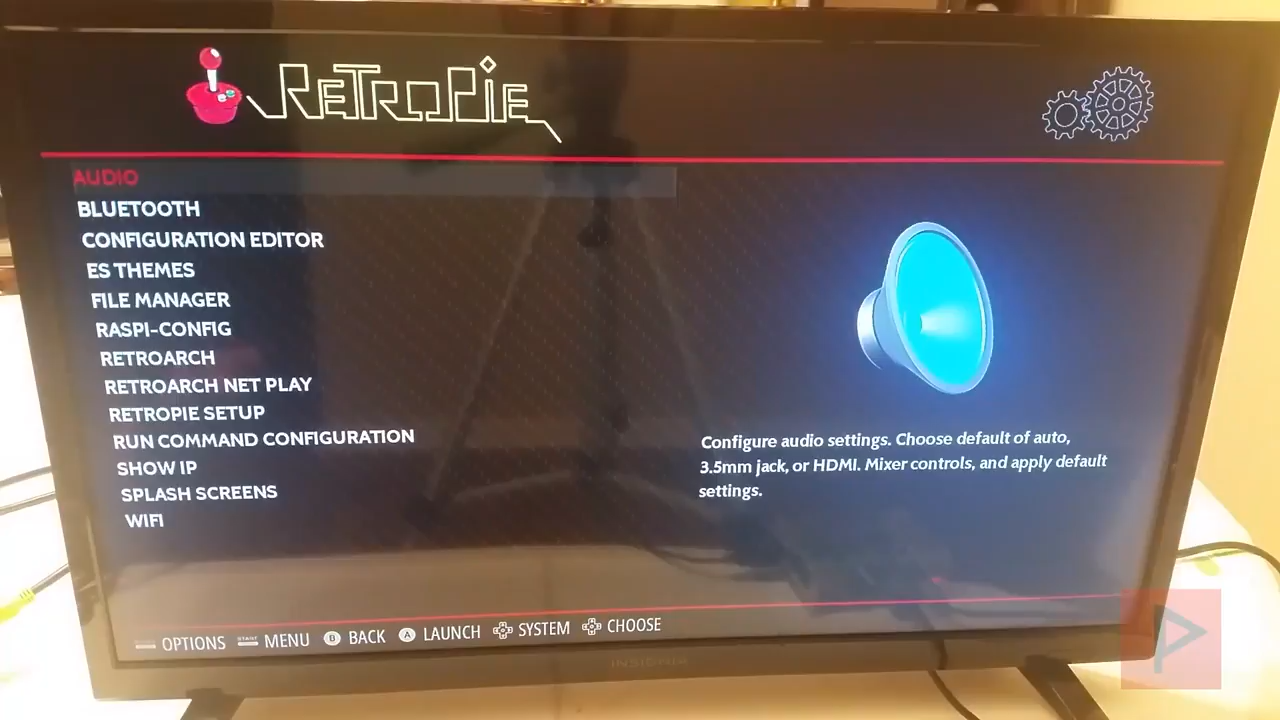 RETROPIE
AUDIO
BLUETOOTH
CONFIGURATION EDITOR
ES THEMES
FILE MANAGER
RASPI-CONFIG
RETROARCH
RETROARCH NET PLAY
RETROPIE SETUP
RUN COMMAND CONFIGURATION
SHOW IP
SPLASH SCREENS
WIFI
Configure audio settings. Choose default of auto,
3.5mm jack, or HDMI. Mixer controls, and apply default
settings.
OPTIONS START MENU B BACK A LAUNCH SYSTEM CHOOSE
INSIGNIA
P